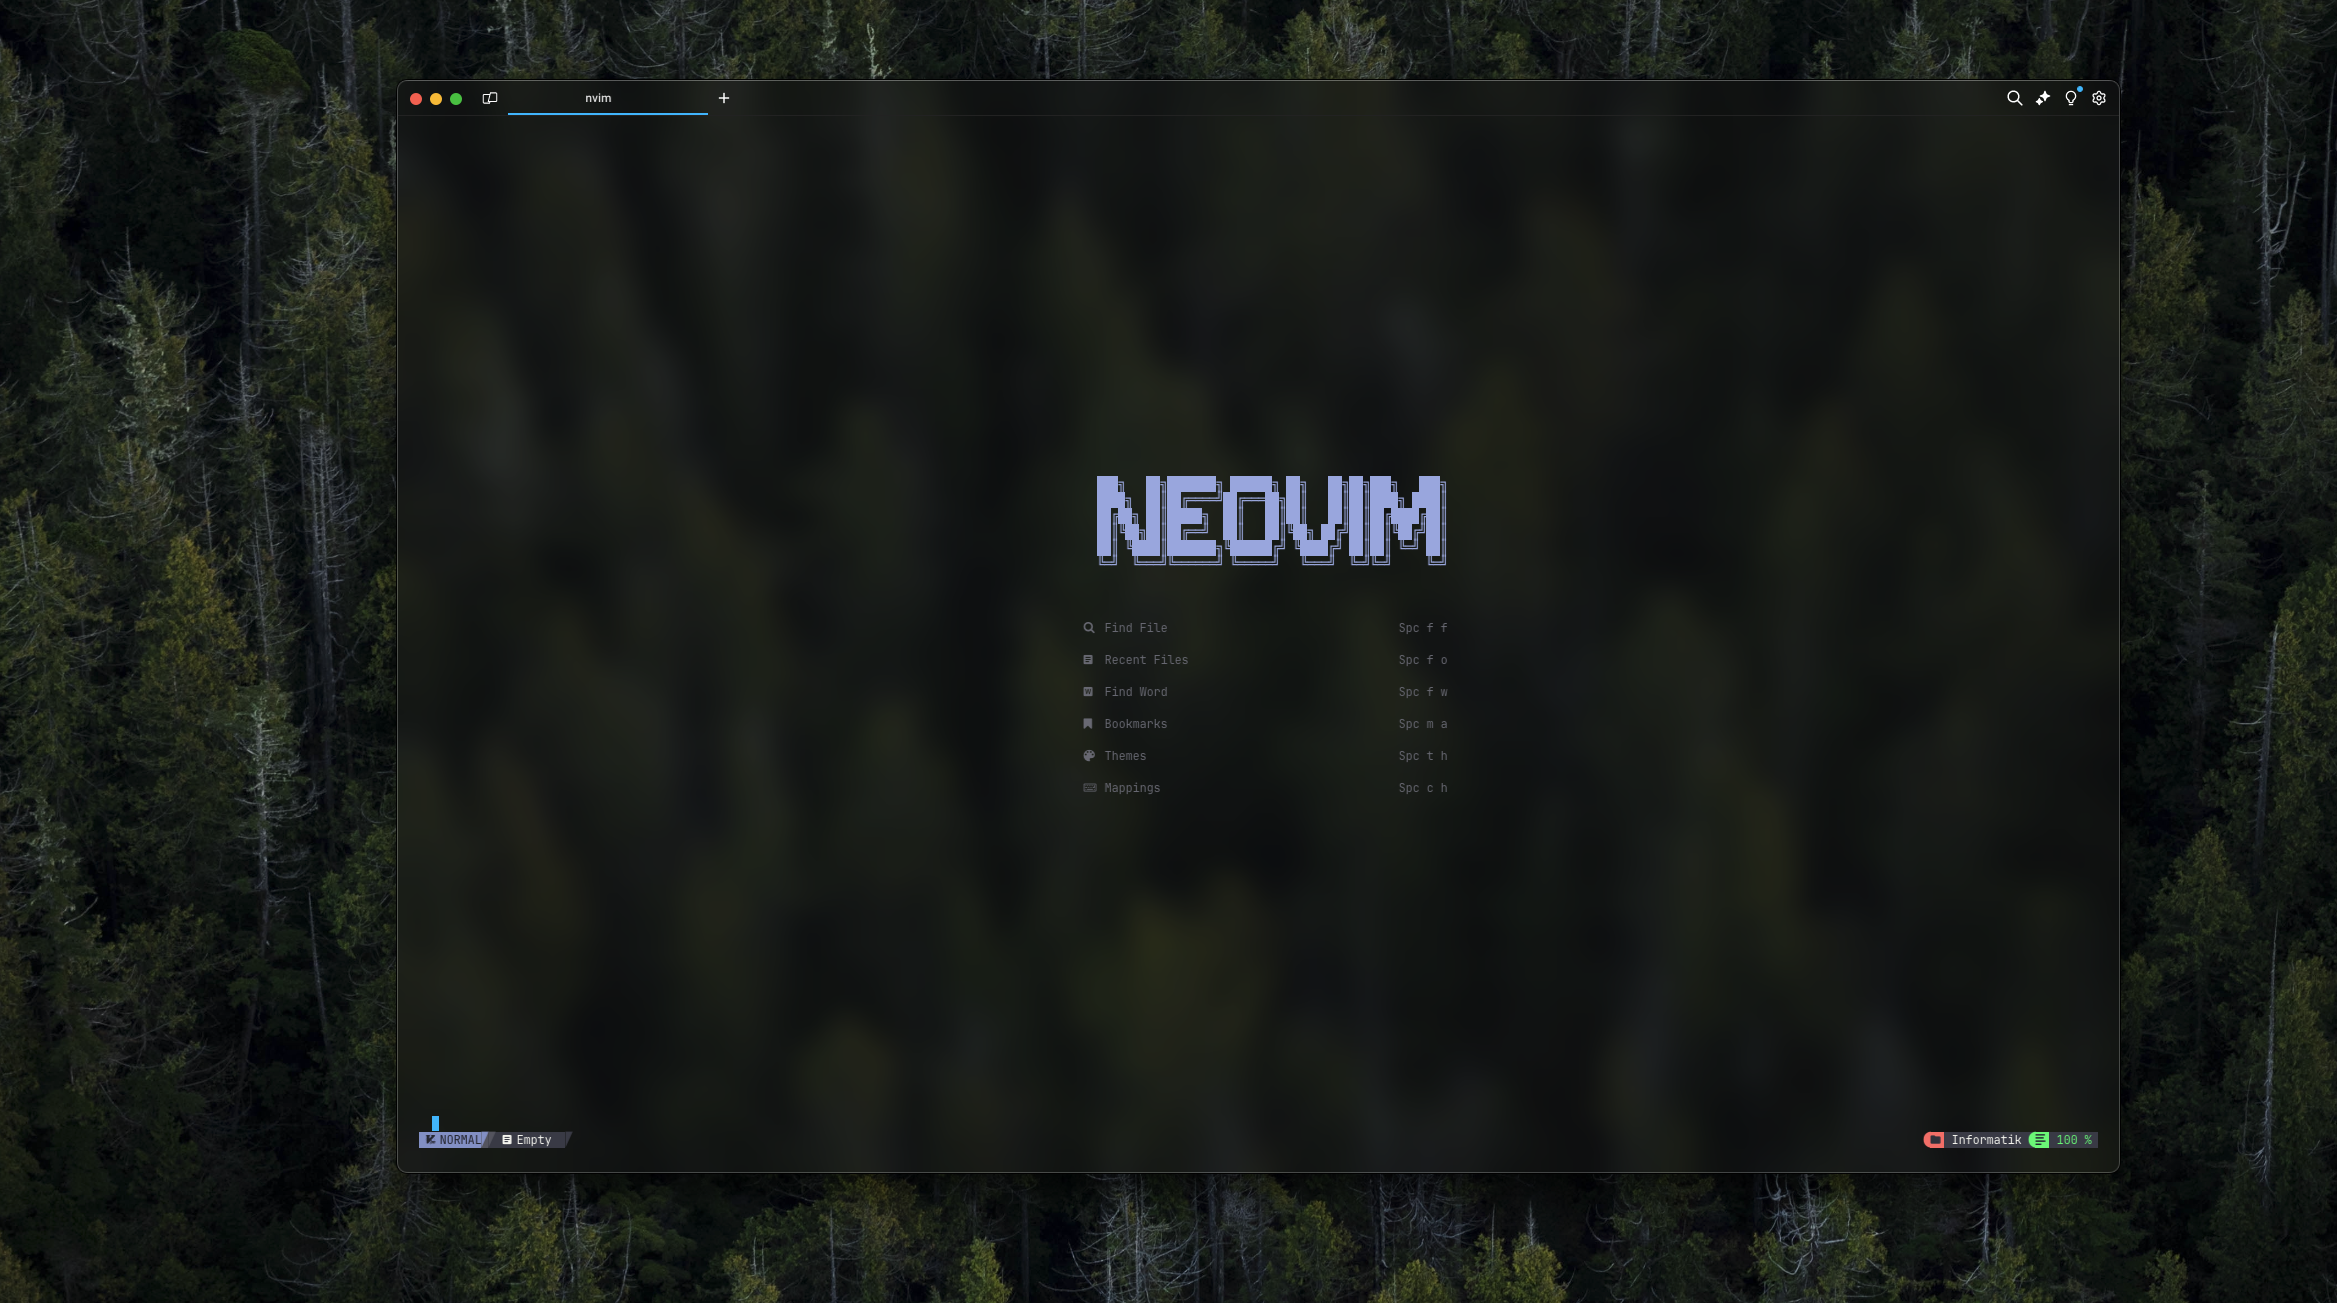 nvim
NEOVIM
Find File Spc f f
Recent Files Spc f o
Find Word Spc f w
Bookmarks Spc m a
Themes Spc t h
Mappings Spc c h
NORMAL Empty Informatik 100 %